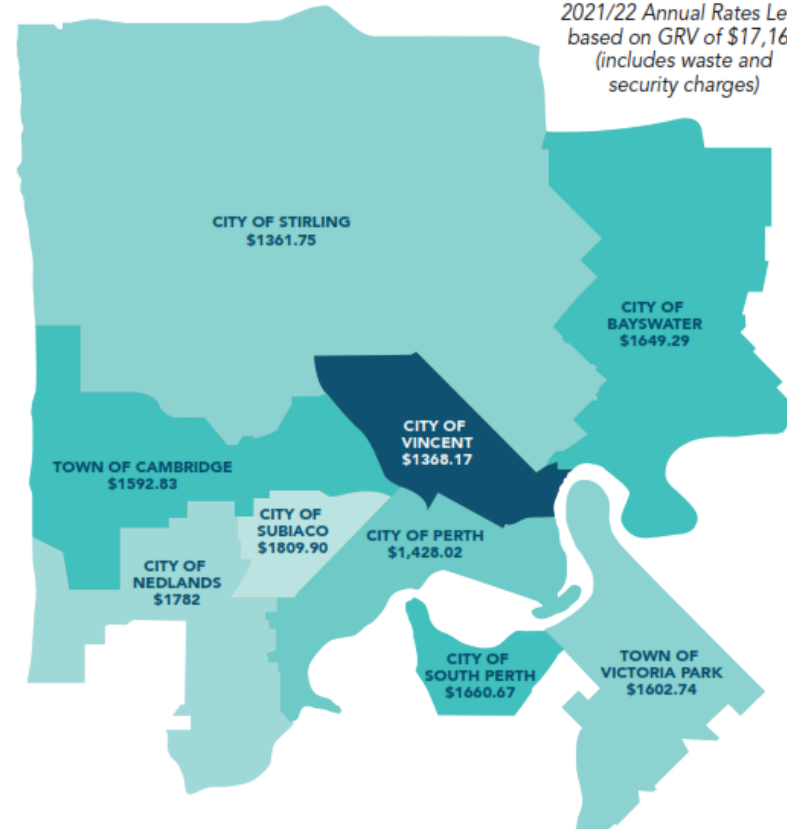 2021/22 Annual Rates Le
based on GRV of $17,16
(includes waste and
security charges)
CITY OF STIRLING
$1361.75
CITY OF
BAYSWATER
$1649.29
CITY OF
VINCENT
$1368.17
TOWN OF CAMBRIDGE
$1592.83
CITY OF
SUBIACO
$1809.90
CITY OF PERTH
$1,428.02
CITY OF
NEDLANDS
$1782
CITY OF
SOUTH PERTH
$1660.67
TOWN OF
VICTORIA PARK
$1602.74